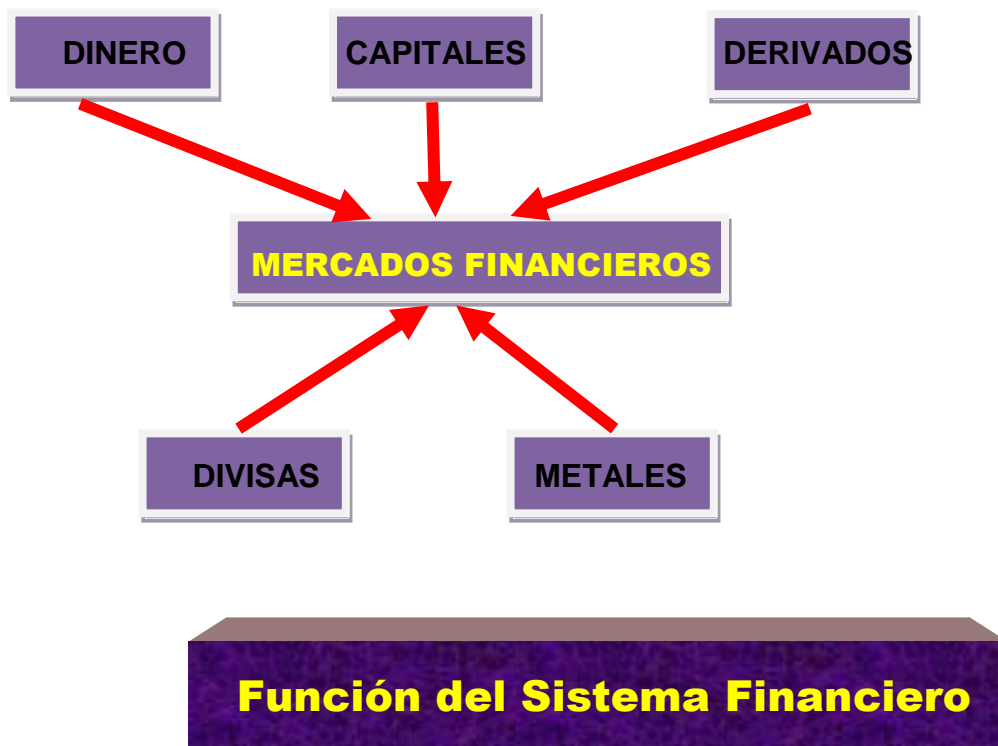 DINERO
CAPITALES
DERIVADOS
MERCADOS FINANCIEROS
DIVISAS
METALES
Función del Sistema Financiero